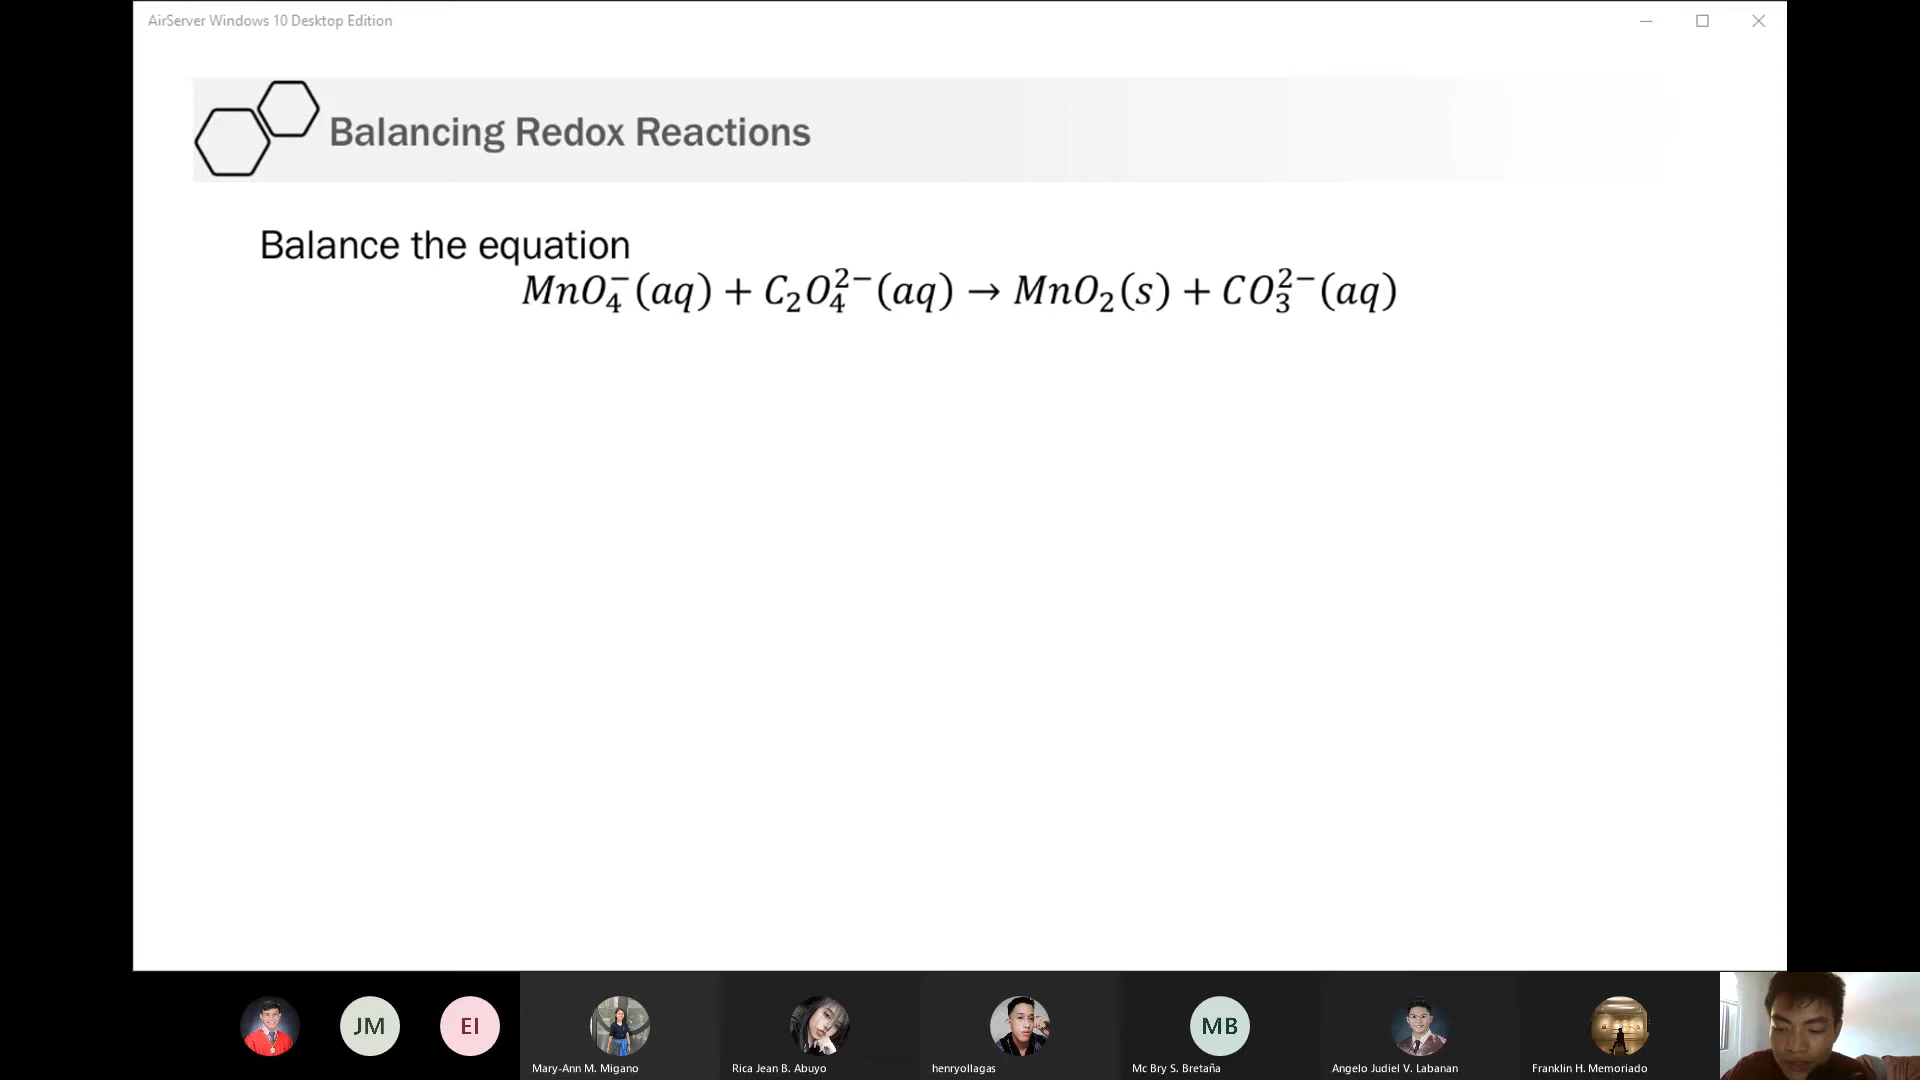 AirServer Windows 10 Desktop Edition
Balancing Redox Reactions
Balance the equation
MnO₄⁻(aq) + C₂O₄²⁻(aq) → MnO₂(s) + CO₃²⁻(aq)
JM
EI
MB
Mary-Ann M. Migano
Rica Jean B. Abuyo
henryollagas
Mc Bry S. Bretaña
Angelo Judiel V. Labanan
Franklin H. Memoriado